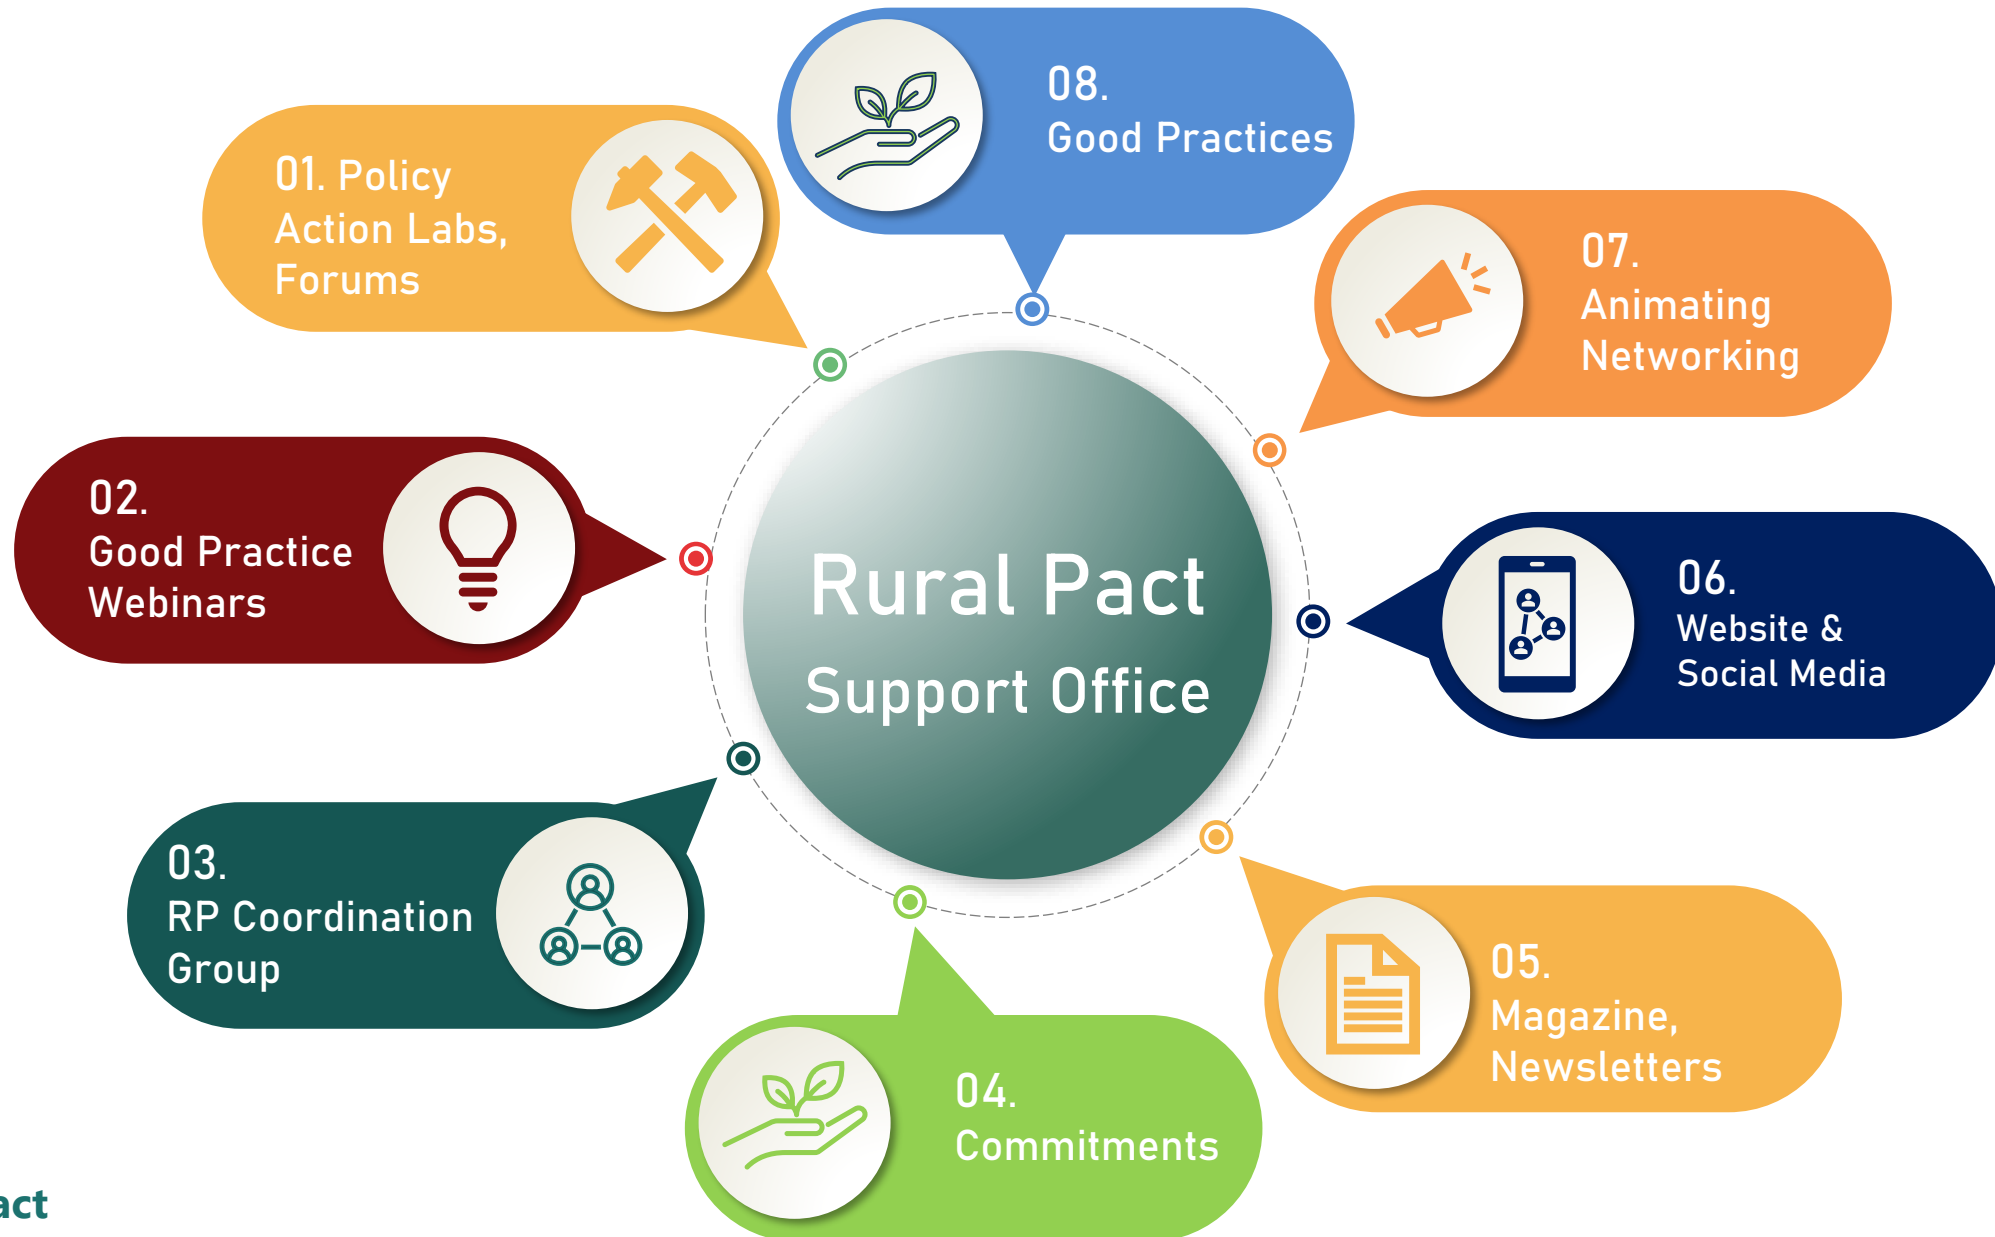 08.
Good Practices
01. Policy
Action Labs,
Forums
07.
Animating
Networking
02.
Good Practice
Webinars
Rural Pact
Support Office
06.
Website &
Social Media
03.
RP Coordination
Group
05.
Magazine,
Newsletters
04.
Commitments
act